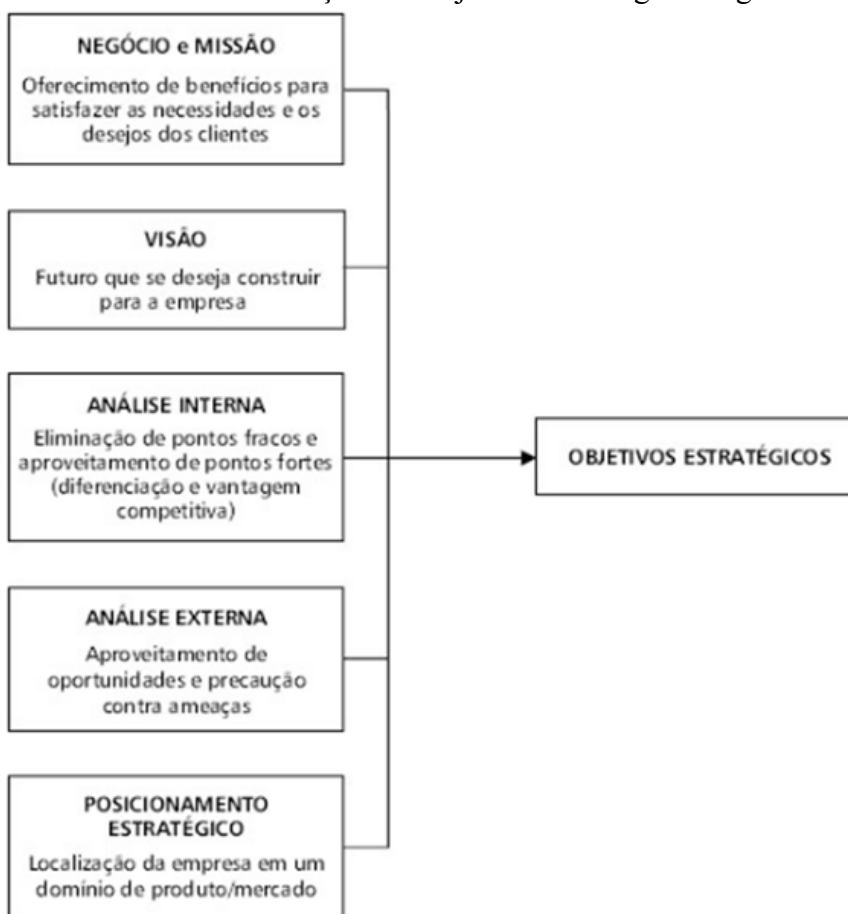 NEGÓCIO e MISSÃO
Oferecimento de benefícios para
satisfazer as necessidades e os
desejos dos clientes
VISÃO
Futuro que se deseja construir
para a empresa
ANÁLISE INTERNA
Eliminação de pontos fracos e
aproveitamento de pontos fortes
(diferenciação e vantagem
competitiva)
OBJETIVOS ESTRATÉGICOS
ANÁLISE EXTERNA
Aproveitamento de
oportunidades e precaução
contra ameaças
POSICIONAMENTO
ESTRATÉGICO
Localização da empresa em um
domínio de produto/mercado